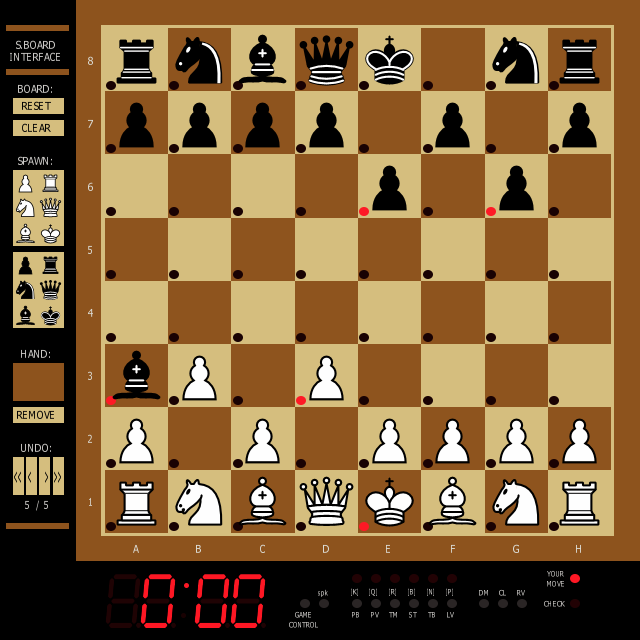 S.BOARD
INTERFACE
BOARD:
RESET
CLEAR
SPAWN:
HAND:
REMOVE
UNDO:
5 / 5
8
7
6
5
4
3
2
1
A B C D E F G H
0:00
spk
GAME
CONTROL
[K] [Q] [R] [B] [N] [P]
PB PV TM ST TB LV
DM CL RV
YOUR
MOVE
CHECK